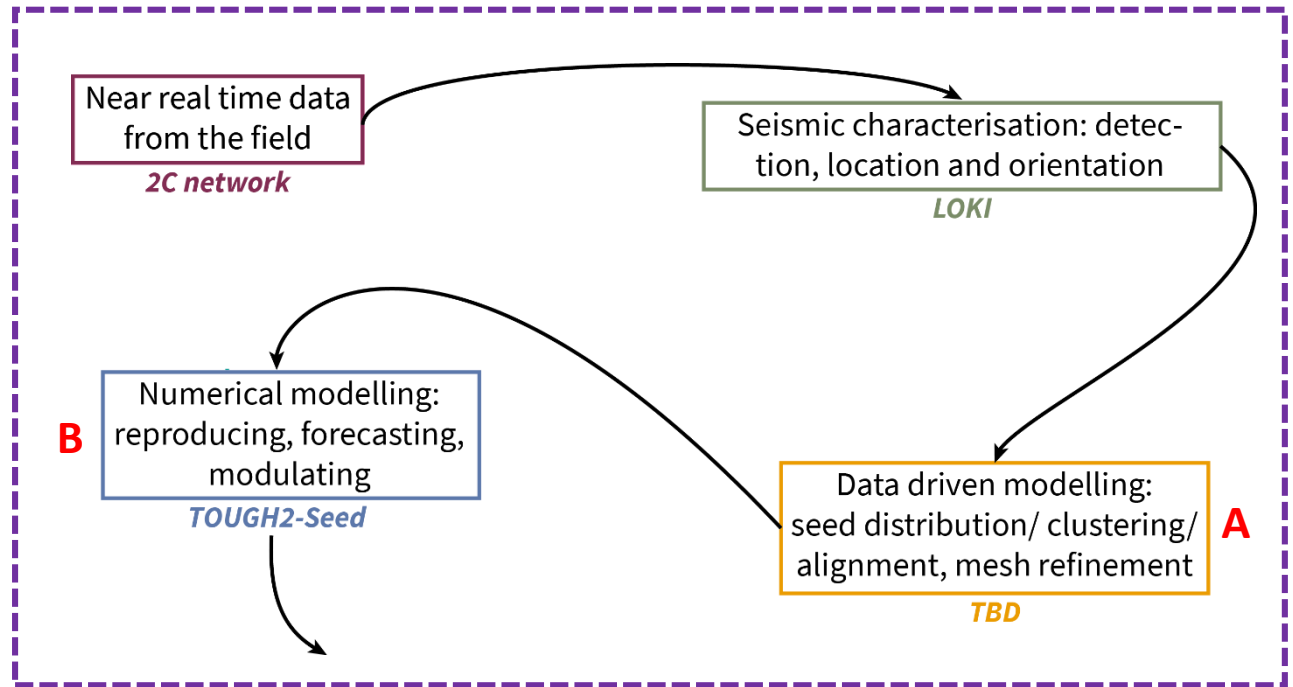 Near real time data
from the field
2C network
Seismic characterisation: detec-
tion, location and orientation
LOKI
B
Numerical modelling:
reproducing, forecasting,
modulating
TOUGH2-Seed
Data driven modelling:
seed distribution/ clustering/
alignment, mesh refinement
A
TBD